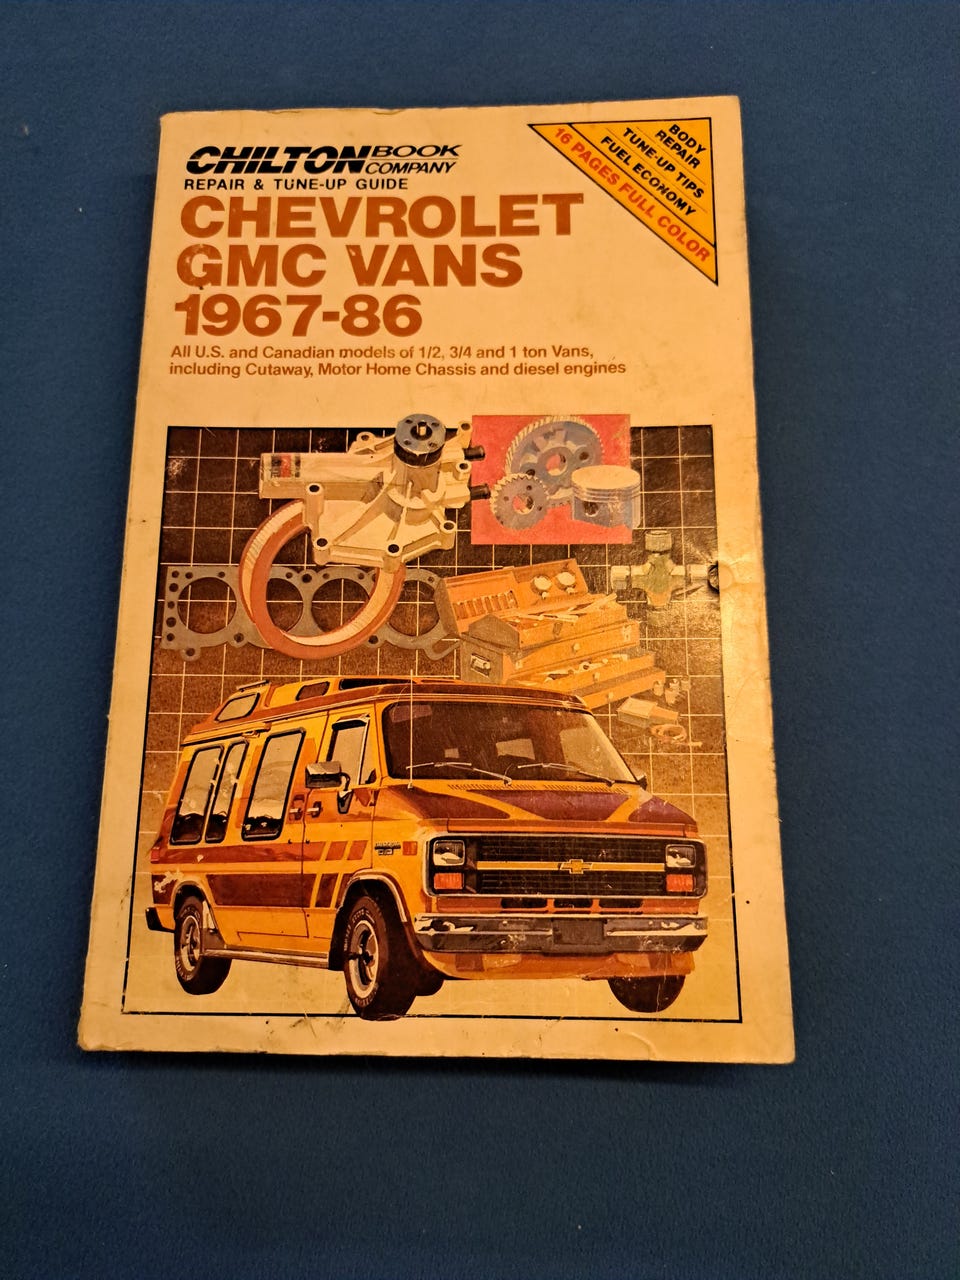 CHILTON BOOK COMPANY
REPAIR & TUNE-UP GUIDE
CHEVROLET
GMC VANS
1967-86
All U.S. and Canadian models of 1/2, 3/4 and 1 ton Vans,
including Cutaway, Motor Home Chassis and diesel engines
BODY
REPAIR
TUNE-UP TIPS
FUEL ECONOMY
16 PAGES FULL COLOR